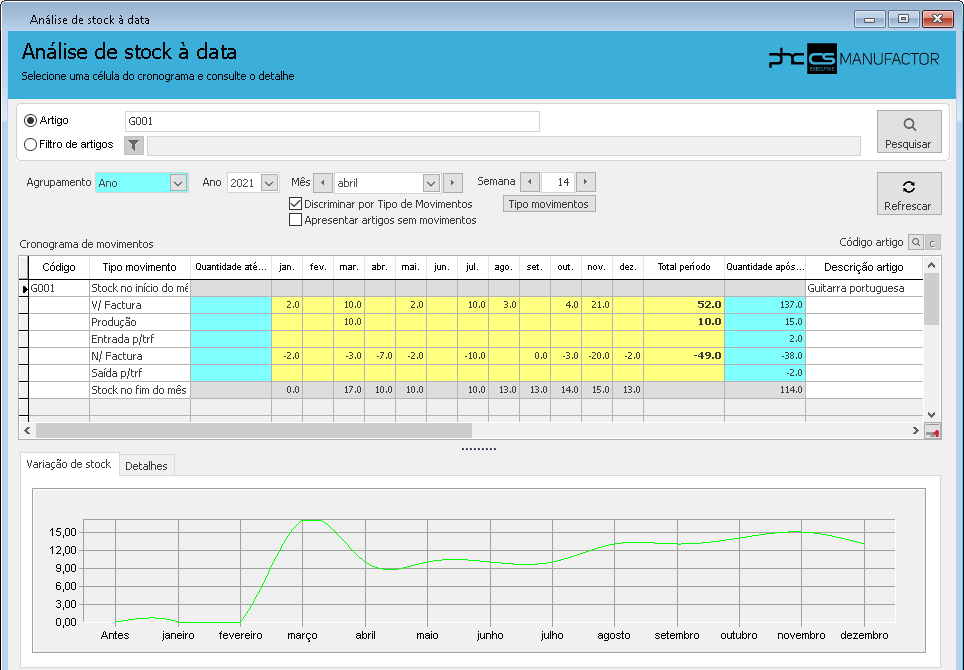 Análise de stock à data
Análise de stock à data
Selecione uma célula do cronograma e consulte o detalhe
phc CS EXECUTIVE MANUFACTOR
Artigo G001
Filtro de artigos
Pesquisar
Agrupamento Ano Ano 2021 Mês abril Semana 14
Discriminar por Tipo de Movimentos Tipo movimentos
Apresentar artigos sem movimentos
Refrescar
Cronograma de movimentos Código artigo c
Código Tipo movimento Quantidade até... jan. fev. mar. abr. mai. jun. jul. ago. set. out. nov. dez. Total período Quantidade após... Descrição artigo
G001 Stock no início do mê Guitarra portuguesa
V/ Factura 2.0 10.0 2.0 10.0 3.0 4.0 21.0 52.0 137.0
Produção 10.0 10.0 15.0
Entrada p/trf 2.0
N/ Factura -2.0 -3.0 -7.0 -2.0 -10.0 0.0 -3.0 -20.0 -2.0 -49.0 -38.0
Saída p/trf -2.0
Stock no fim do mês 0.0 17.0 10.0 10.0 10.0 13.0 13.0 14.0 15.0 13.0 114.0
Variação de stock Detalhes
15,00
12,00
9,00
6,00
3,00
0,00
Antes janeiro fevereiro março abril maio junho julho agosto setembro outubro novembro dezembro